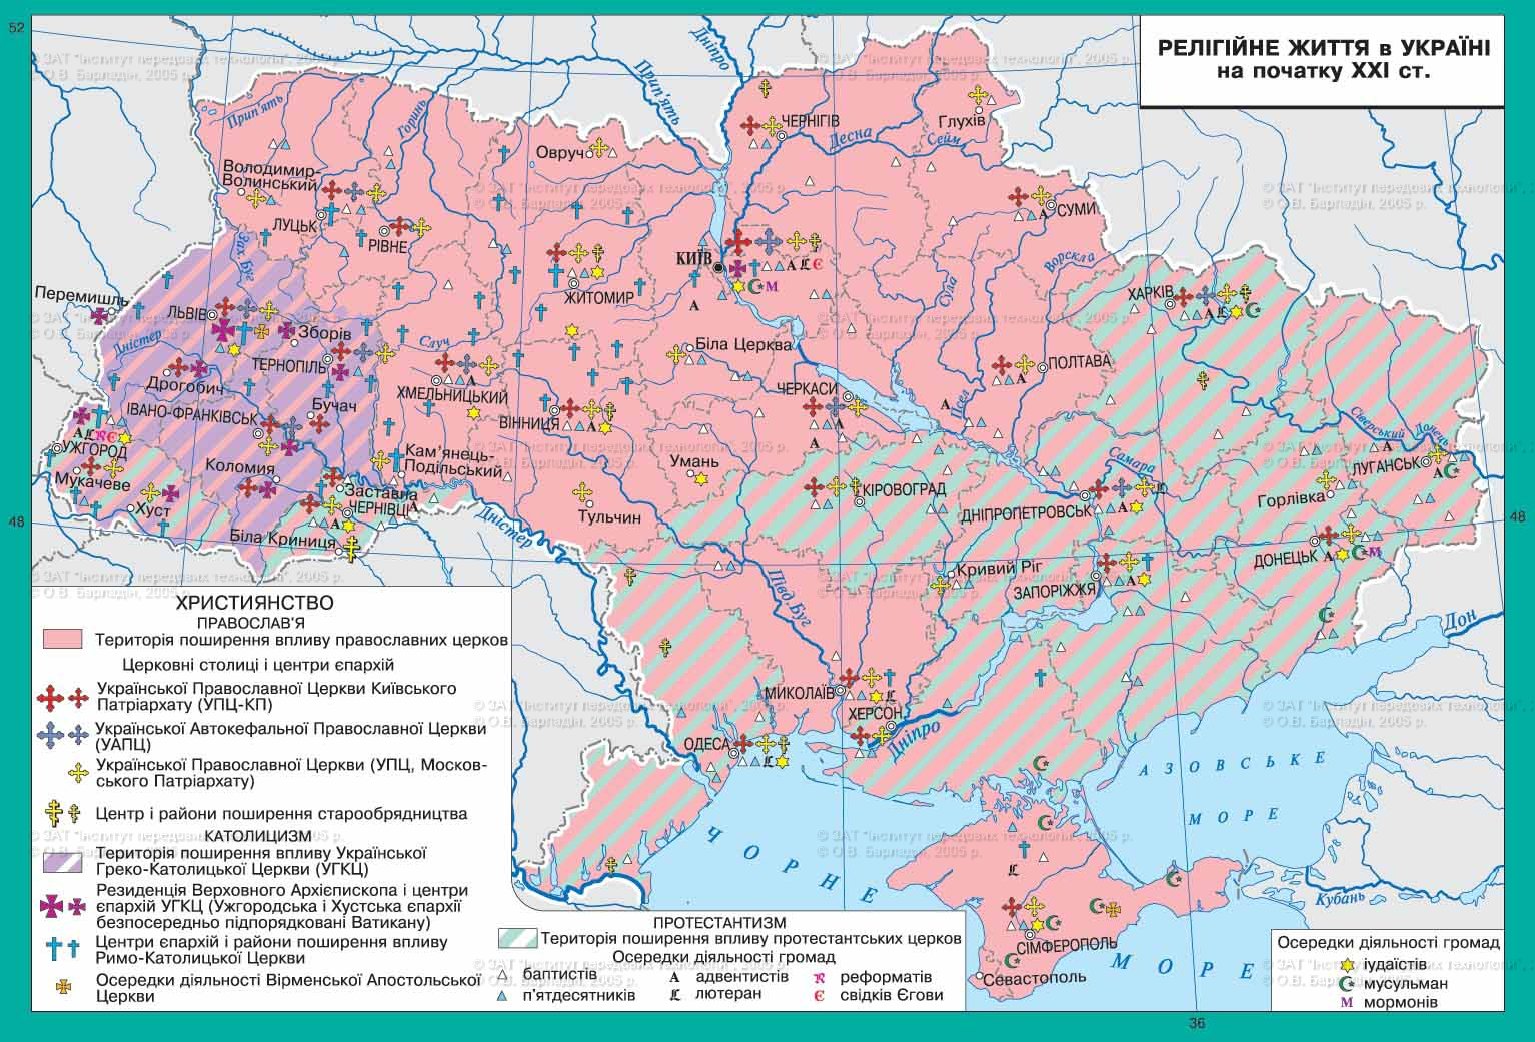 РЕЛІГІЙНЕ ЖИТТЯ в УКРАЇНІ
на початку XXI ст.
52
48
48
36
© ЗАТ "Інститут передових технологій", 2005 р.
© О.В. Барладін, 2005 р.
Дніпро
Прип'ять
Прип'ять
Горинь
Десна
Сейм
Ворскла
Сула
Псел
Зах. Буг
Дністер
Случ
Дністер
Півд. Буг
Самара
Сіверський Донець
Дніпро
Дон
Кубань
ЧЕРНІГІВ
Глухів
Овруч
Володимир-
Волинський
ЛУЦЬК
РІВНЕ
СУМИ
КИЇВ
ЖИТОМИР
ХАРКІВ
Перемишль
ЛЬВІВ
Зборів
ТЕРНОПІЛЬ
Дрогобич
Біла Церква
ПОЛТАВА
ХМЕЛЬНИЦЬКИЙ
ЧЕРКАСИ
ІВАНО-ФРАНКІВСЬК
Бучач
ВІННИЦЯ
УЖГОРОД
Мукачеве
Коломия
Кам'янець-
Подільський
Умань
КІРОВОГРАД
ЛУГАНСЬК
Горлівка
Хуст
Заставна
ЧЕРНІВЦІ
Тульчин
ДНІПРОПЕТРОВСЬК
Біла Криниця
ДОНЕЦЬК
Кривий Ріг
ЗАПОРІЖЖЯ
МИКОЛАЇВ
ХЕРСОН
ОДЕСА
СІМФЕРОПОЛЬ
Севастополь
АЗОВСЬКЕ
МОРЕ
ЧОРНЕ
МОРЕ
ХРИСТИЯНСТВО
ПРАВОСЛАВ'Я
Територія поширення впливу православних церков
Церковні столиці і центри єпархій
Української Православної Церкви Київського
Патріархату (УПЦ-КП)
Української Автокефальної Православної Церкви
(УАПЦ)
Української Православної Церкви (УПЦ, Москов-
ського Патріархату)
Центр і райони поширення старообрядництва
КАТОЛИЦИЗМ
Територія поширення впливу Української
Греко-Католицької Церкви (УГКЦ)
Резиденція Верховного Архієпископа і центри
єпархій УГКЦ (Ужгородська і Хустська єпархії
безпосередньо підпорядковані Ватикану)
Центри єпархій і райони поширення впливу
Римо-Католицької Церкви
Осередки діяльності Вірменської Апостольської
Церкви
ПРОТЕСТАНТИЗМ
Територія поширення впливу протестантських церков
Осередки діяльності громад
баптистів
п'ятдесятників
адвентистів
лютеран
реформатів
свідків Єгови
Осередки діяльності громад
іудаїстів
мусульман
М мормонів